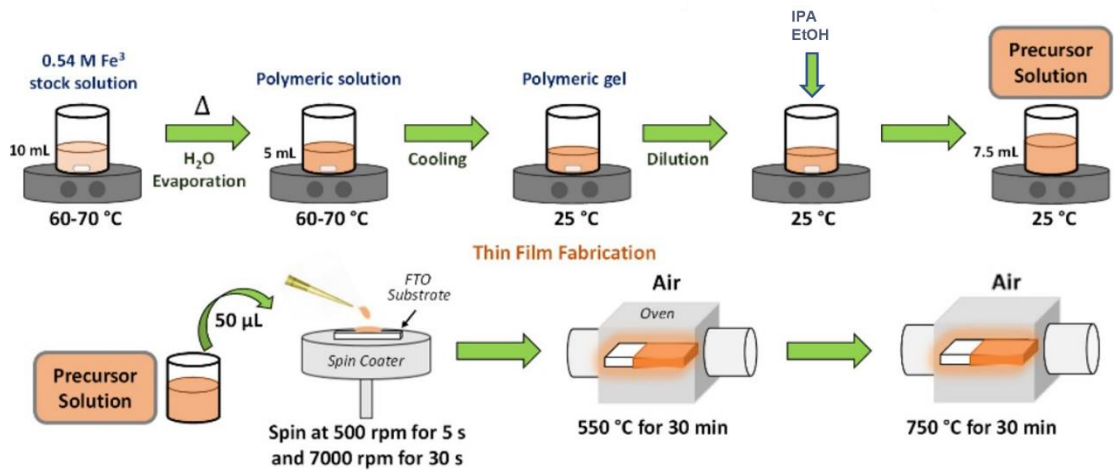 IPA
EtOH
0.54 M Fe³
stock solution
Polymeric solution
Polymeric gel
Precursor
Solution
Δ
10 mL
H₂O
Evaporation
5 mL
Cooling
Dilution
7.5 mL
60-70 °C
60-70 °C
25 °C
25 °C
25 °C
Thin Film Fabrication
50 µL
FTO
Substrate
Air
Air
Oven
Spin Coater
Precursor
Solution
Spin at 500 rpm for 5 s
and 7000 rpm for 30 s
550 °C for 30 min
750 °C for 30 min